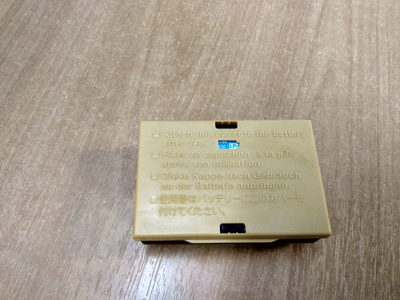 Attach this cover to the battery
after use.
Fixer ce capuchon à la pile
après son utilisation.
Diese Kappe nach Gebrauch
an der Batterie anbringen.
使用後はバッテリーにこのカバーを
付けてください。